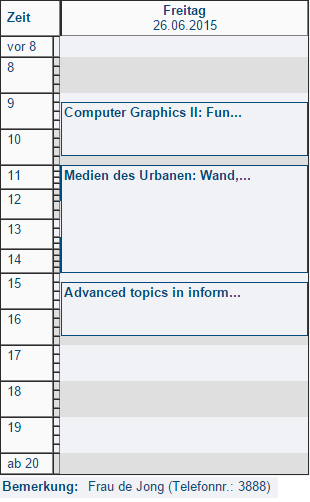 Zeit
Freitag
26.06.2015
vor 8
8
9
Computer Graphics II: Fun...
10
11
Medien des Urbanen: Wand,...
12
13
14
15
Advanced topics in inform...
16
17
18
19
ab 20
Bemerkung: Frau de Jong (Telefonnr.: 3888)